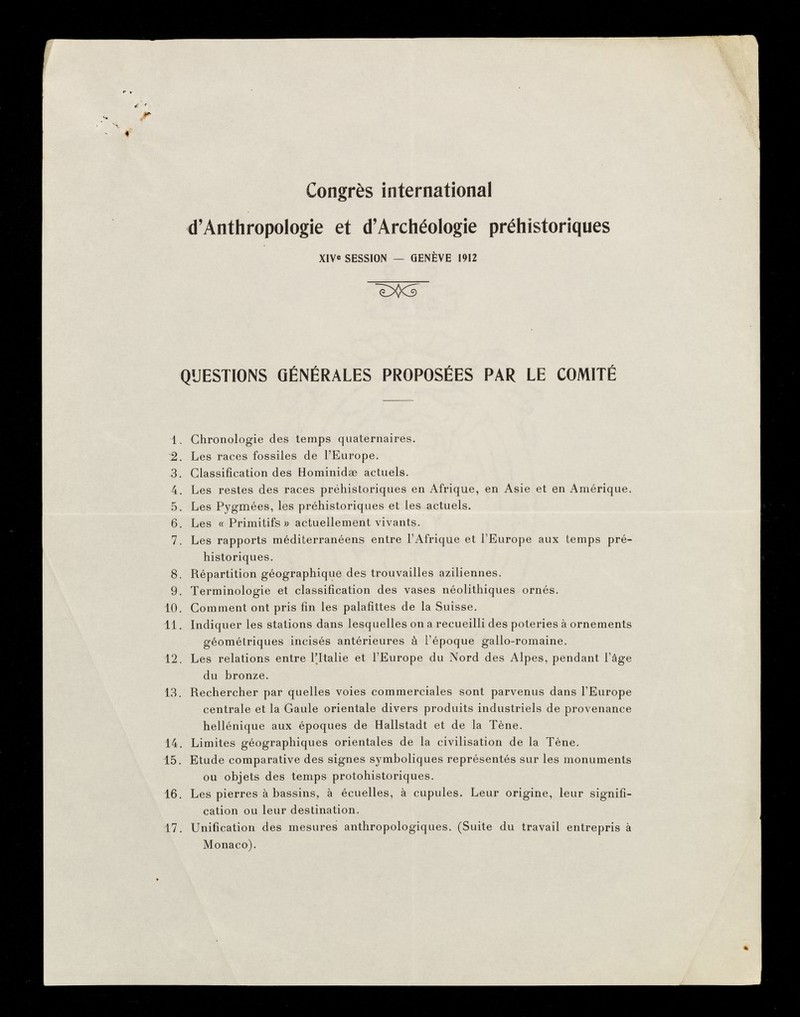 Congrès international
d'Anthropologie et d'Archéologie préhistoriques
XIVe SESSION — GENÈVE 1912
QUESTIONS GÉNÉRALES PROPOSÉES PAR LE COMITÉ
1. Chronologie des temps quaternaires.
2. Les races fossiles de l'Europe.
3. Classification des Hominidæ actuels.
4. Les restes des races préhistoriques en Afrique, en Asie et en Amérique.
5. Les Pygmées, les préhistoriques et les actuels.
6. Les « Primitifs » actuellement vivants.
7. Les rapports méditerranéens entre l'Afrique et l'Europe aux temps pré-
historiques.
8. Répartition géographique des trouvailles aziliennes.
9. Terminologie et classification des vases néolithiques ornés.
10. Comment ont pris fin les palafittes de la Suisse.
11. Indiquer les stations dans lesquelles on a recueilli des poteries à ornements
géométriques incisés antérieures à l'époque gallo-romaine.
12. Les relations entre l'Italie et l'Europe du Nord des Alpes, pendant l'âge
du bronze.
13. Rechercher par quelles voies commerciales sont parvenus dans l'Europe
centrale et la Gaule orientale divers produits industriels de provenance
hellénique aux époques de Hallstadt et de la Tène.
14. Limites géographiques orientales de la civilisation de la Tène.
15. Etude comparative des signes symboliques représentés sur les monuments
ou objets des temps protohistoriques.
16. Les pierres à bassins, à écuelles, à cupules. Leur origine, leur signifi-
cation ou leur destination.
17. Unification des mesures anthropologiques. (Suite du travail entrepris à
Monaco).